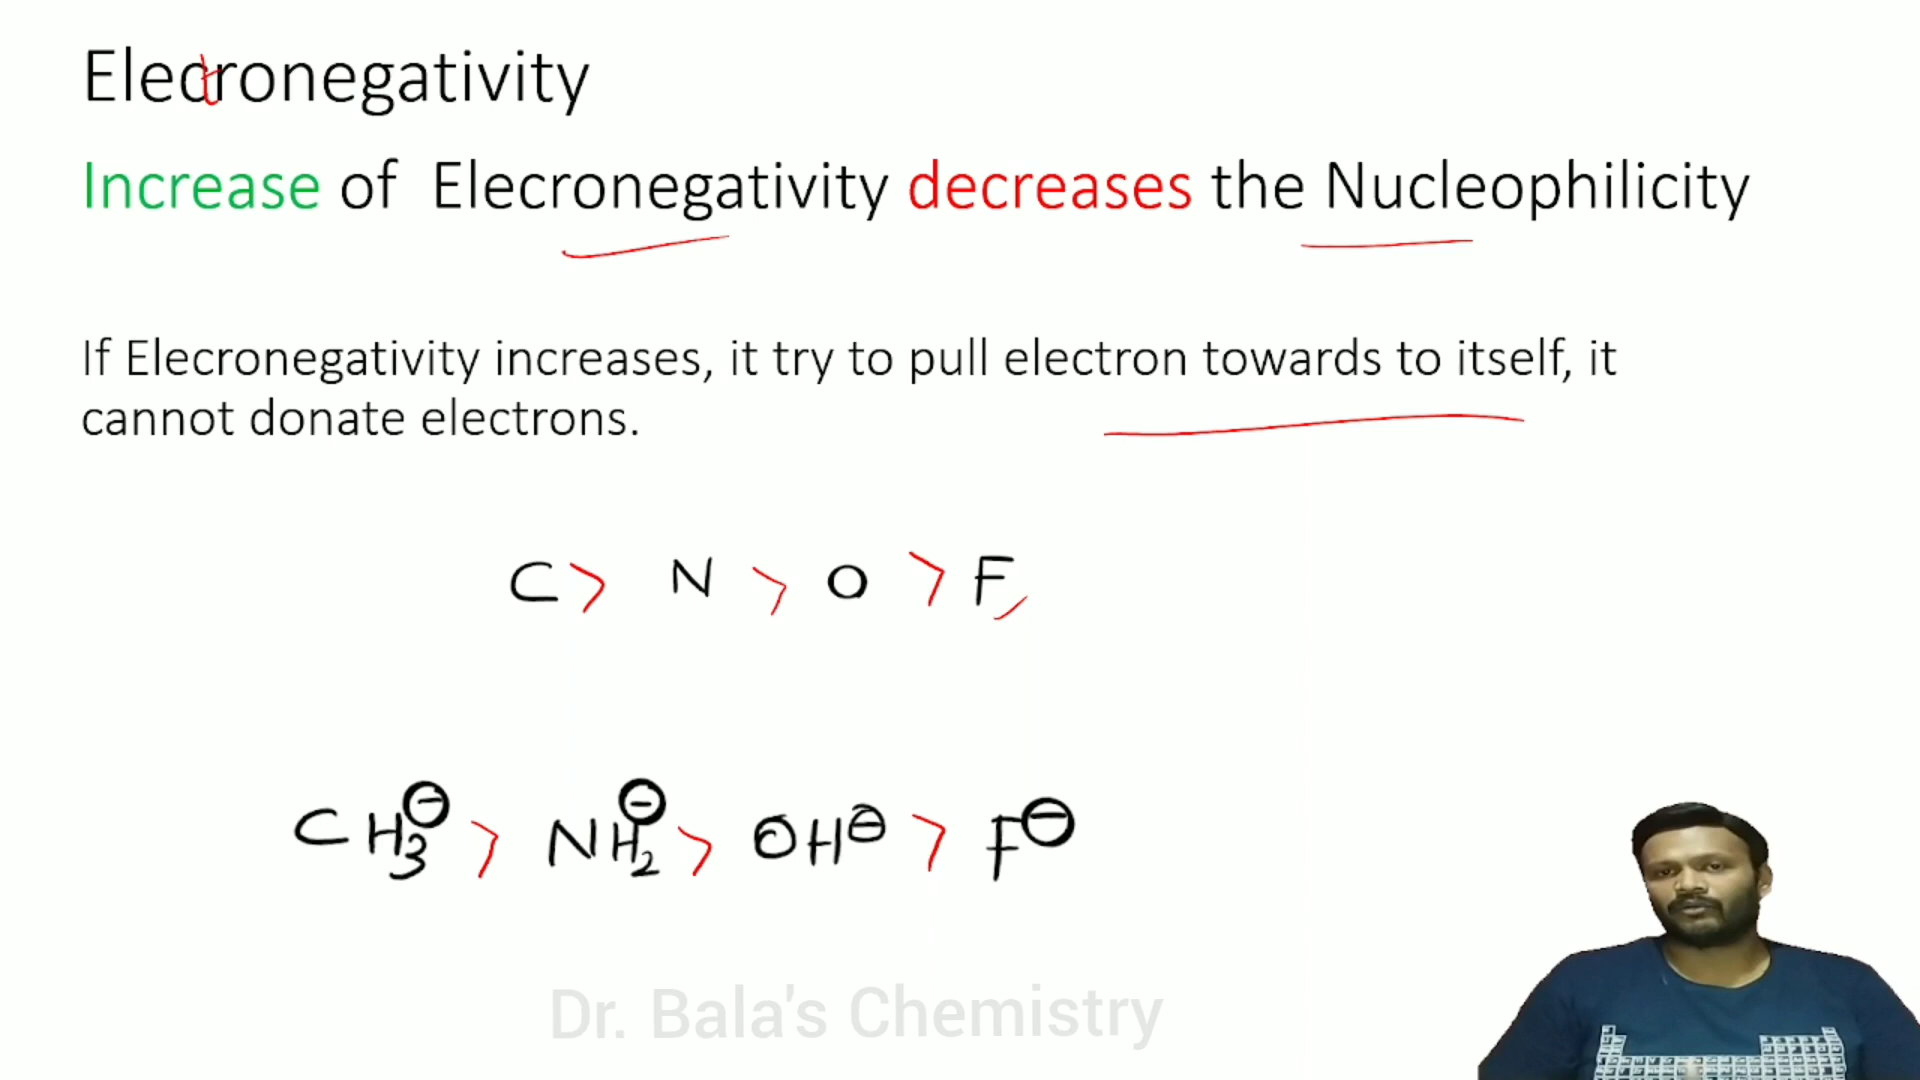 Elecronegativity
t
Increase of Elecronegativity decreases the Nucleophilicity
If Elecronegativity increases, it try to pull electron towards to itself, it
cannot donate electrons.
C > N > O > F
CH₃⊖ > NH₂⊖ > OH⊖ > F⊖
Dr. Bala's Chemistry